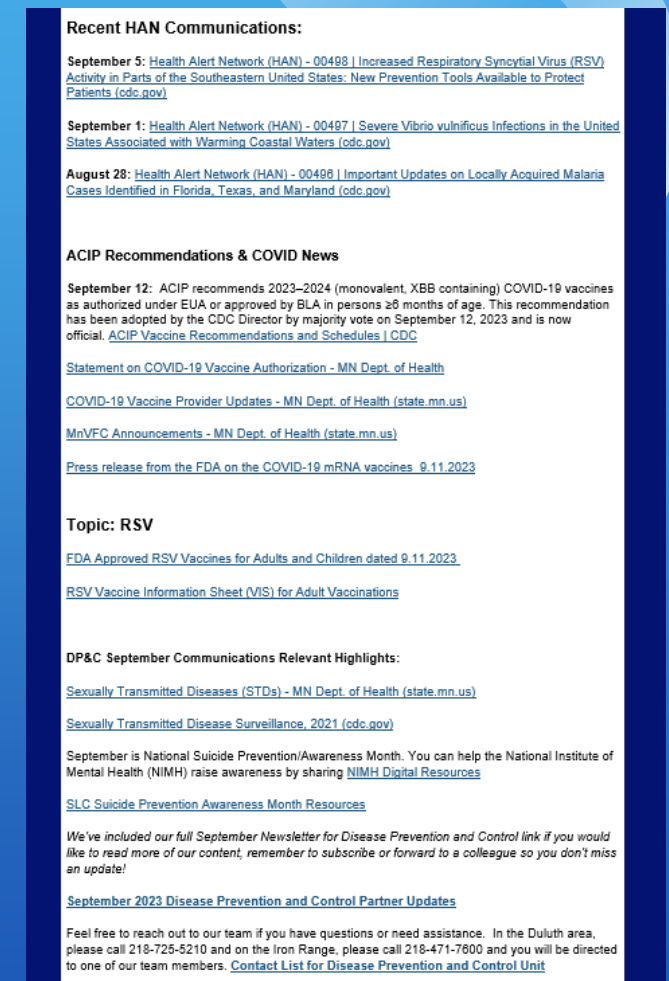 Recent HAN Communications:
September 5: Health Alert Network (HAN) - 00498 | Increased Respiratory Syncytial Virus (RSV)
Activity in Parts of the Southeastern United States: New Prevention Tools Available to Protect
Patients (cdc.gov)
September 1: Health Alert Network (HAN) - 00497 | Severe Vibrio vulnificus Infections in the United
States Associated with Warming Coastal Waters (cdc.gov)
August 28: Health Alert Network (HAN) - 00496 | Important Updates on Locally Acquired Malaria
Cases Identified in Florida, Texas, and Maryland (cdc.gov)
ACIP Recommendations & COVID News
September 12:  ACIP recommends 2023–2024 (monovalent, XBB containing) COVID-19 vaccines
as authorized under EUA or approved by BLA in persons ≥6 months of age. This recommendation
has been adopted by the CDC Director by majority vote on September 12, 2023 and is now
official. ACIP Vaccine Recommendations and Schedules | CDC
Statement on COVID-19 Vaccine Authorization - MN Dept. of Health
COVID-19 Vaccine Provider Updates - MN Dept. of Health (state.mn.us)
MnVFC Announcements - MN Dept. of Health (state.mn.us)
Press release from the FDA on the COVID-19 mRNA vaccines  9.11.2023
Topic: RSV
FDA Approved RSV Vaccines for Adults and Children dated 9.11.2023
RSV Vaccine Information Sheet (VIS) for Adult Vaccinations
DP&C September Communications Relevant Highlights:
Sexually Transmitted Diseases (STDs) - MN Dept. of Health (state.mn.us)
Sexually Transmitted Disease Surveillance, 2021 (cdc.gov)
September is National Suicide Prevention/Awareness Month. You can help the National Institute of
Mental Health (NIMH) raise awareness by sharing NIMH Digital Resources
SLC Suicide Prevention Awareness Month Resources
We've included our full September Newsletter for Disease Prevention and Control link if you would
like to read more of our content, remember to subscribe or forward to a colleague so you don't miss
an update!
September 2023 Disease Prevention and Control Partner Updates
Feel free to reach out to our team if you have questions or need assistance.  In the Duluth area,
please call 218-725-5210 and on the Iron Range, please call 218-471-7600 and you will be directed
to one of our team members. Contact List for Disease Prevention and Control Unit